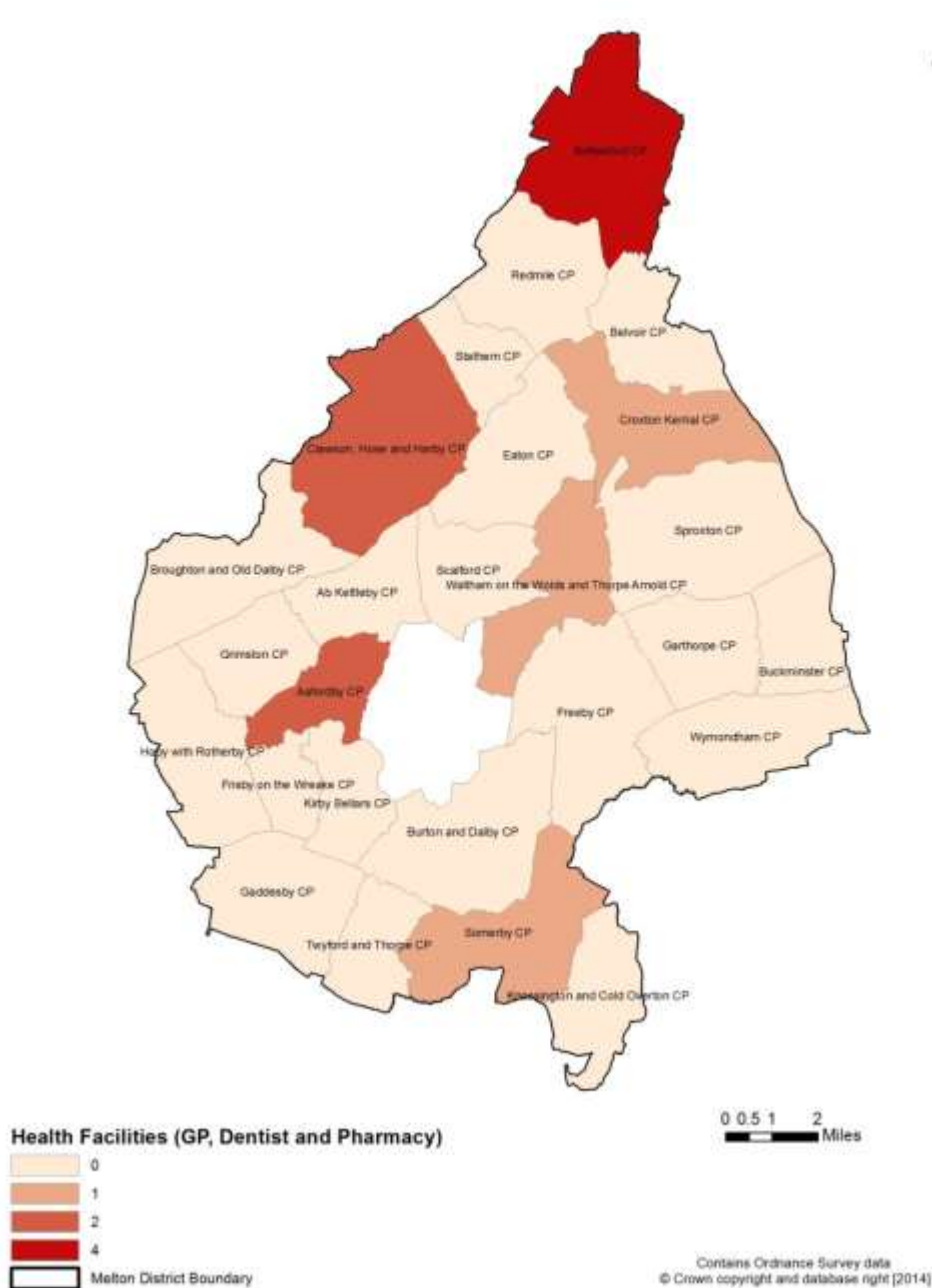 Bottesford CP
Redmile CP
Belvoir CP
Stathern CP
Croxton Kerrial CP
Clawson, Hose and Harby CP
Eaton CP
Sproxton CP
Broughton and Old Dalby CP
Scalford CP
Waltham on the Wolds and Thorpe Arnold CP
Ab Kettleby CP
Garthorpe CP
Grimston CP
Buckminster CP
Asfordby CP
Freeby CP
Wymondham CP
Hoby with Rotherby CP
Frisby on the Wreake CP
Kirby Bellars CP
Burton and Dalby CP
Gaddesby CP
Somerby CP
Twyford and Thorpe CP
Knossington and Cold Overton CP
0 0.5 1 2
Miles
Health Facilities (GP, Dentist and Pharmacy)
0
1
2
4
Melton District Boundary
Contains Ordnance Survey data
© Crown copyright and database right [2014]